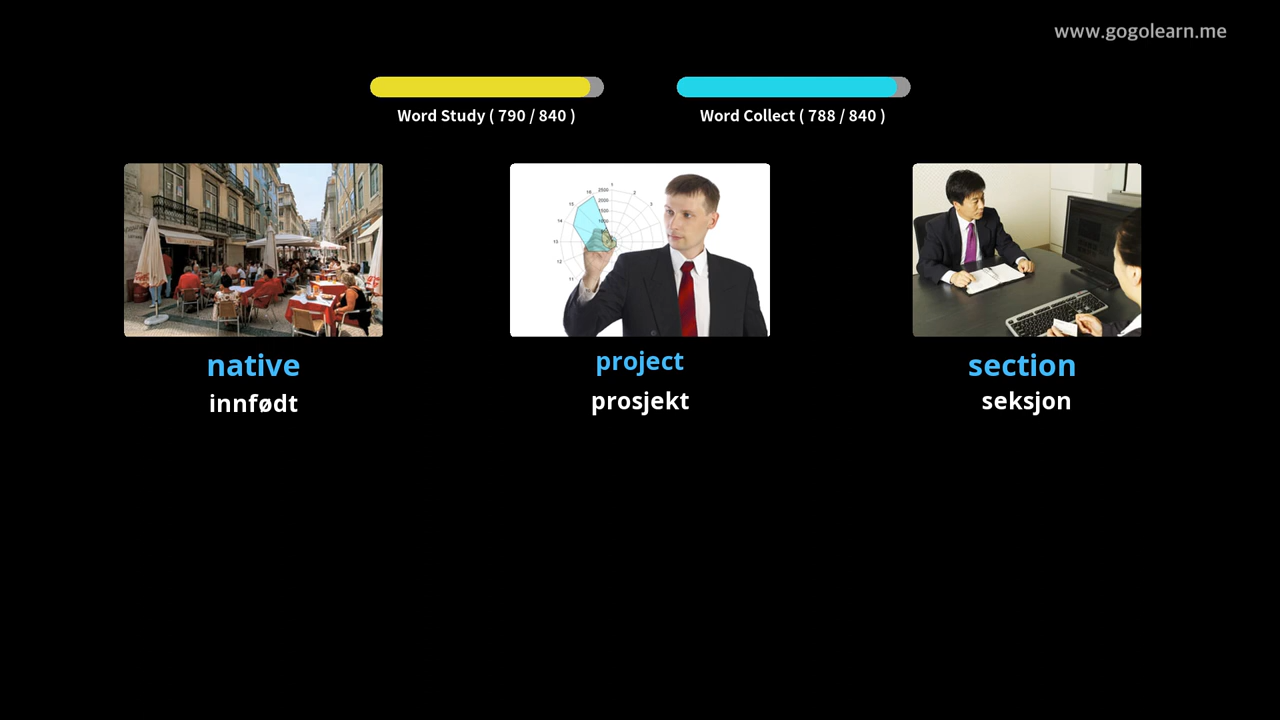 www.gogolearn.me
Word Study ( 790 / 840 )
Word Collect ( 788 / 840 )
native
innfødt
project
prosjekt
section
seksjon